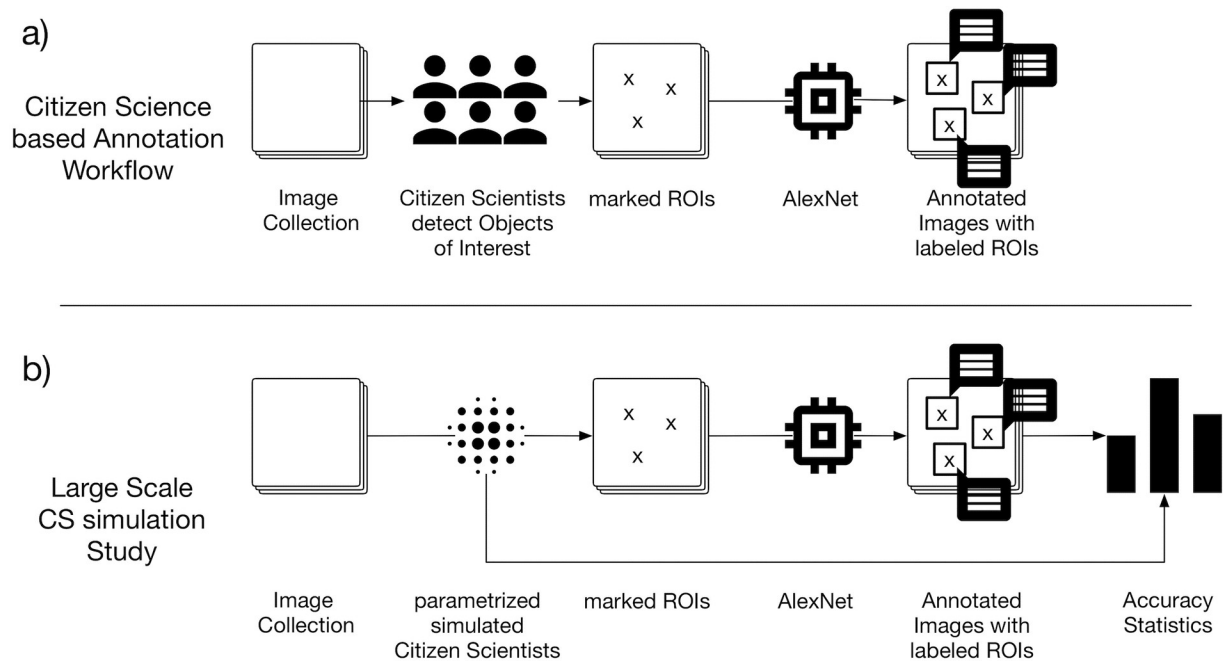 a)
Citizen Science
based Annotation
Workflow
x
x
x
x
x
x
Image
Collection
Citizen Scientists
detect Objects
of Interest
marked ROIs
AlexNet
Annotated
Images with
labeled ROIs
b)
Large Scale
CS simulation
Study
x
x
x
x
x
x
Image
Collection
parametrized
simulated
Citizen Scientists
marked ROIs
AlexNet
Annotated
Images with
labeled ROIs
Accuracy
Statistics